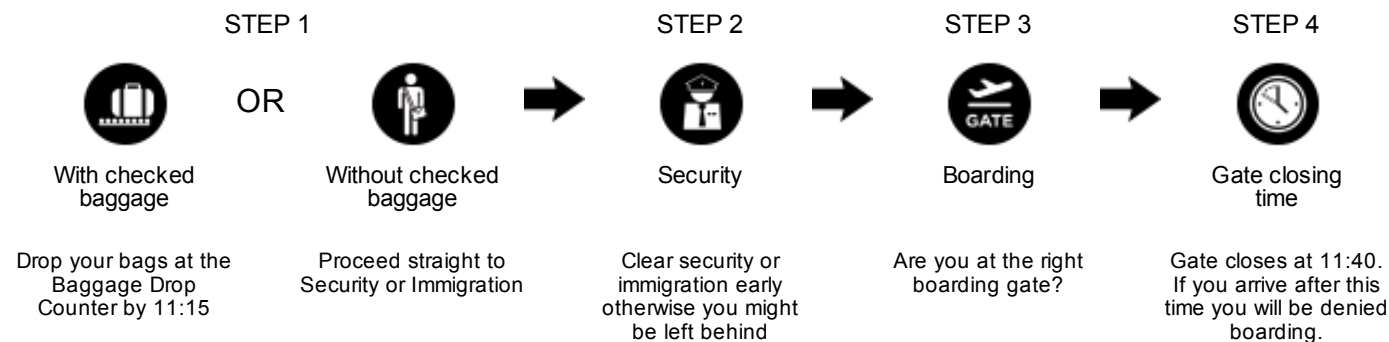 STEP 1
STEP 2
STEP 3
STEP 4
OR
GATE
With checked
baggage
Without checked
baggage
Security
Boarding
Gate closing
time
Drop your bags at the
Baggage Drop
Counter by 11:15
Proceed straight to
Security or Immigration
Clear security or
immigration early
otherwise you might
be left behind
Are you at the right
boarding gate?
Gate closes at 11:40.
If you arrive after this
time you will be denied
boarding.